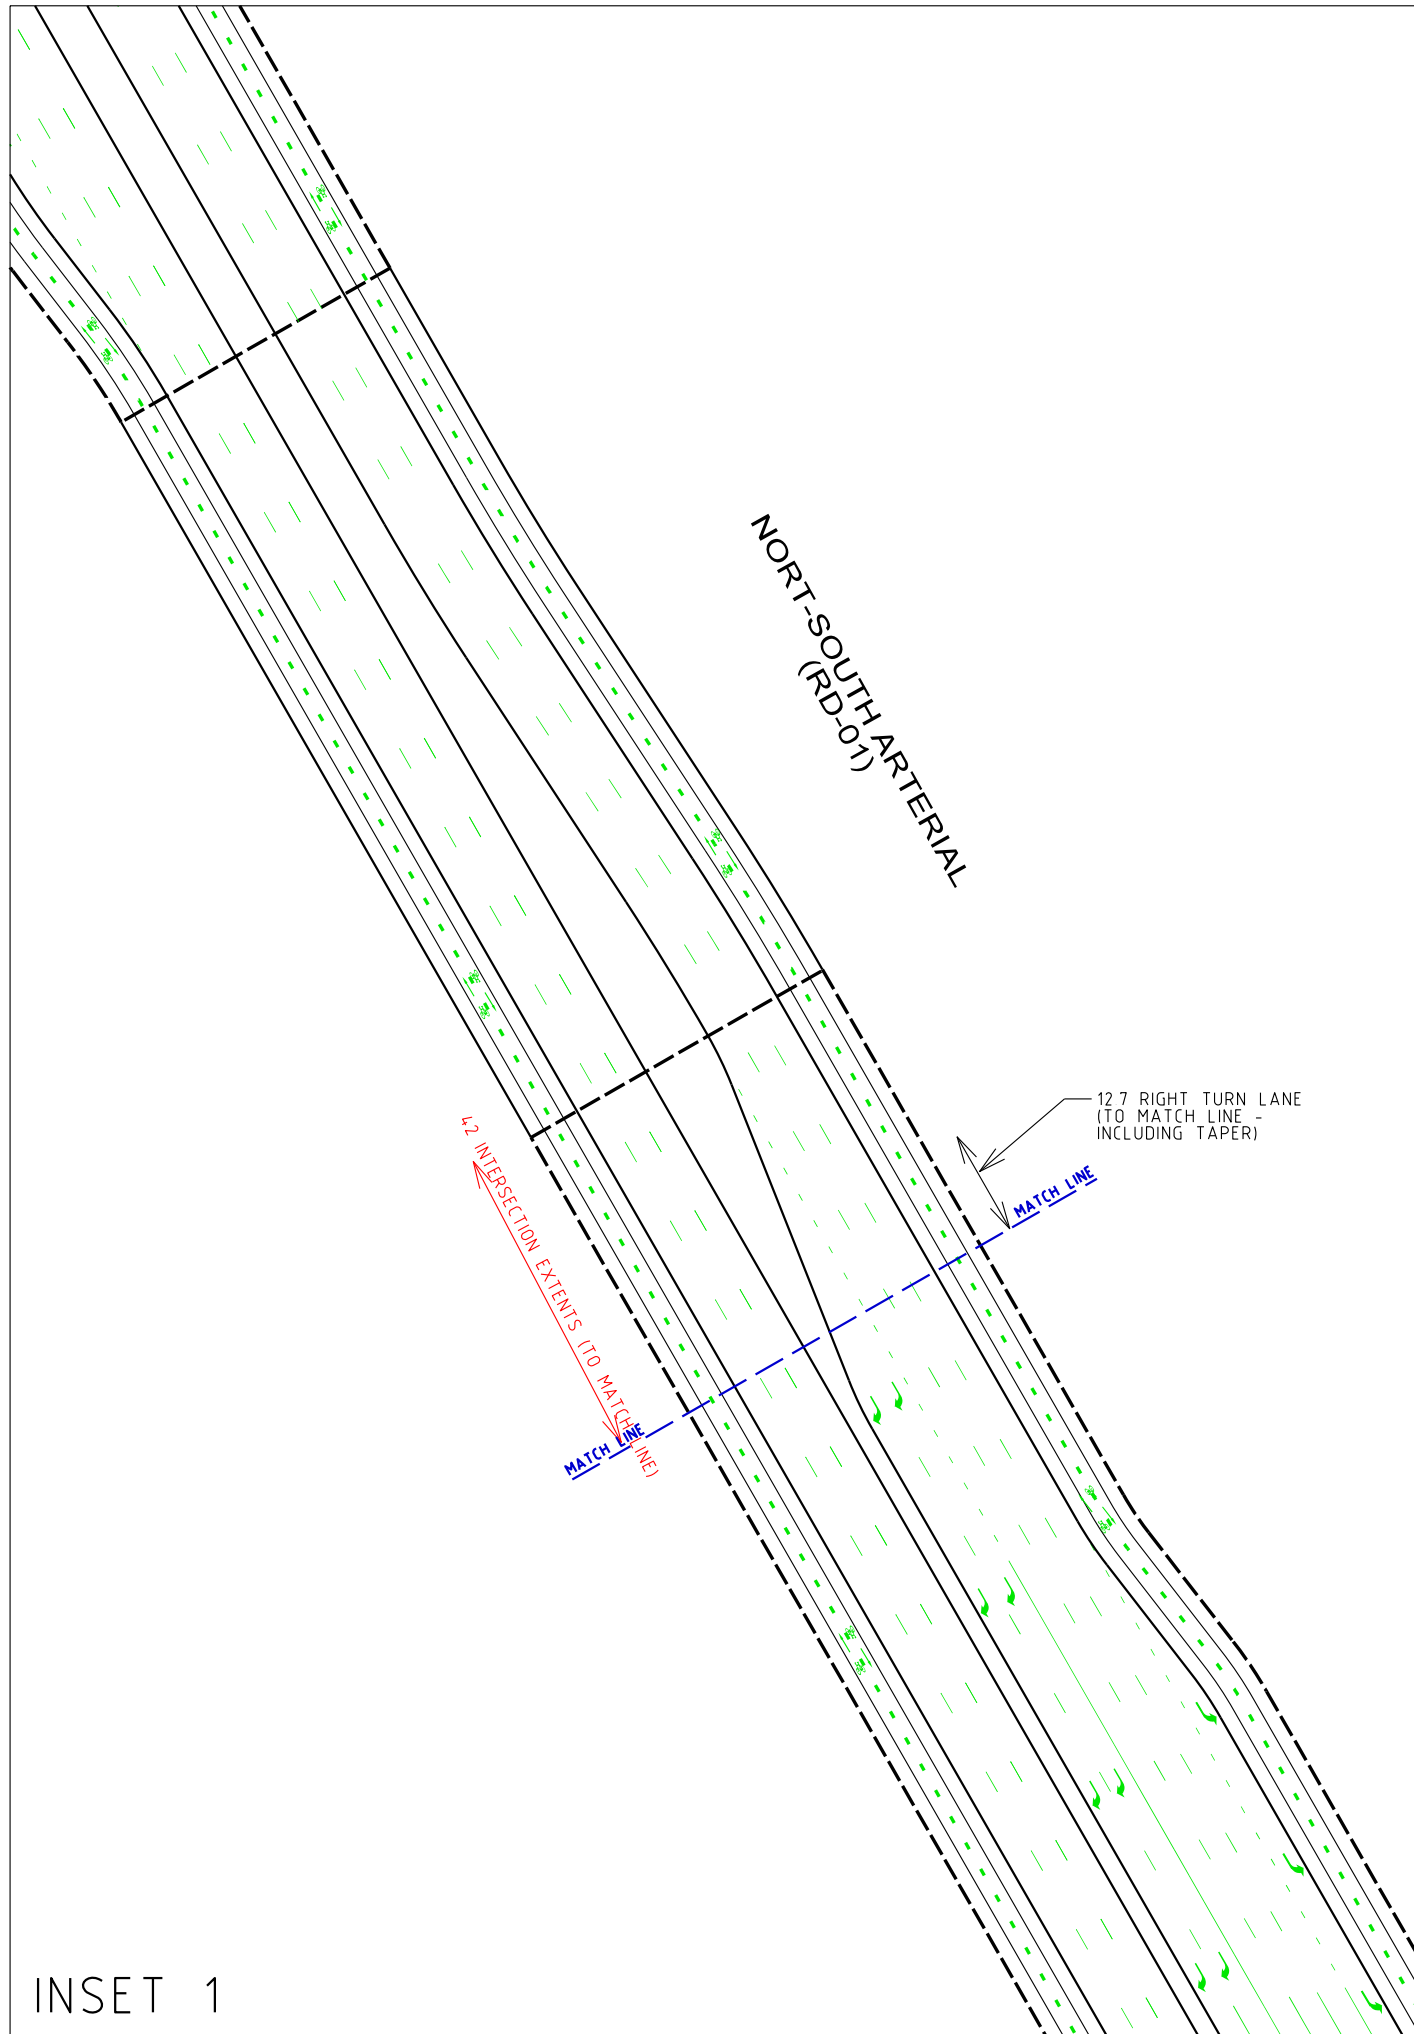 NORT-SOUTH ARTERIAL
(RD-01)
12.7 RIGHT TURN LANE
(TO MATCH LINE -
INCLUDING TAPER)
MATCH LINE
42 INTERSECTION EXTENTS (TO MATCH LINE)
MATCH LINE
INSET 1